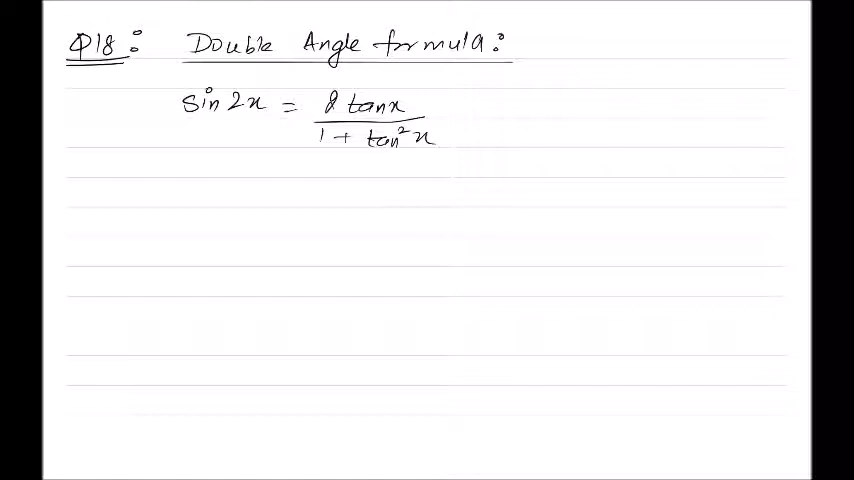 Q18: Double Angle formula:
sin 2x = 2 tanx / 1 + tan²x